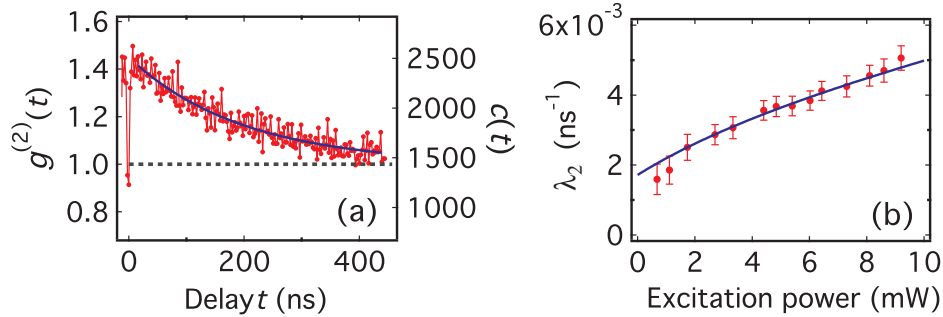 1.6
1.4
1.2
1.0
0.8
g(2)(t)
2500
2000
1500
1000
c(t)
(a)
0 200 400
Delay t (ns)
6x10⁻³
4
2
0
λ₂ (ns⁻¹)
(b)
0 2 4 6 8 10
Excitation power (mW)